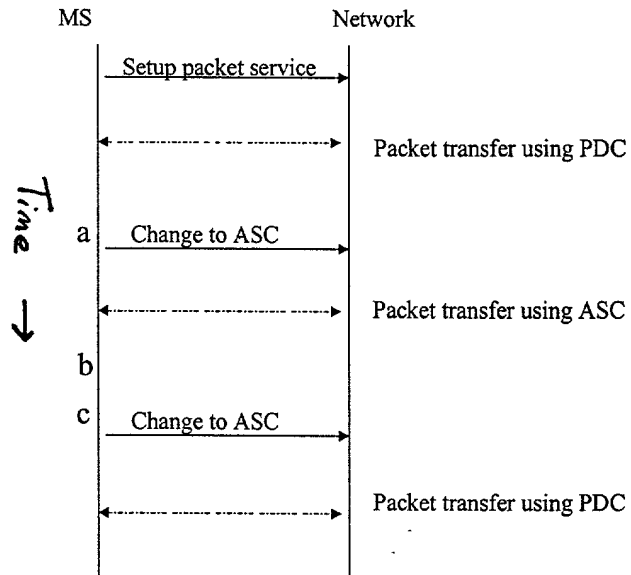 MS Network
Setup packet service
Packet transfer using PDC
Time →
a Change to ASC
Packet transfer using ASC
b
c Change to ASC
Packet transfer using PDC